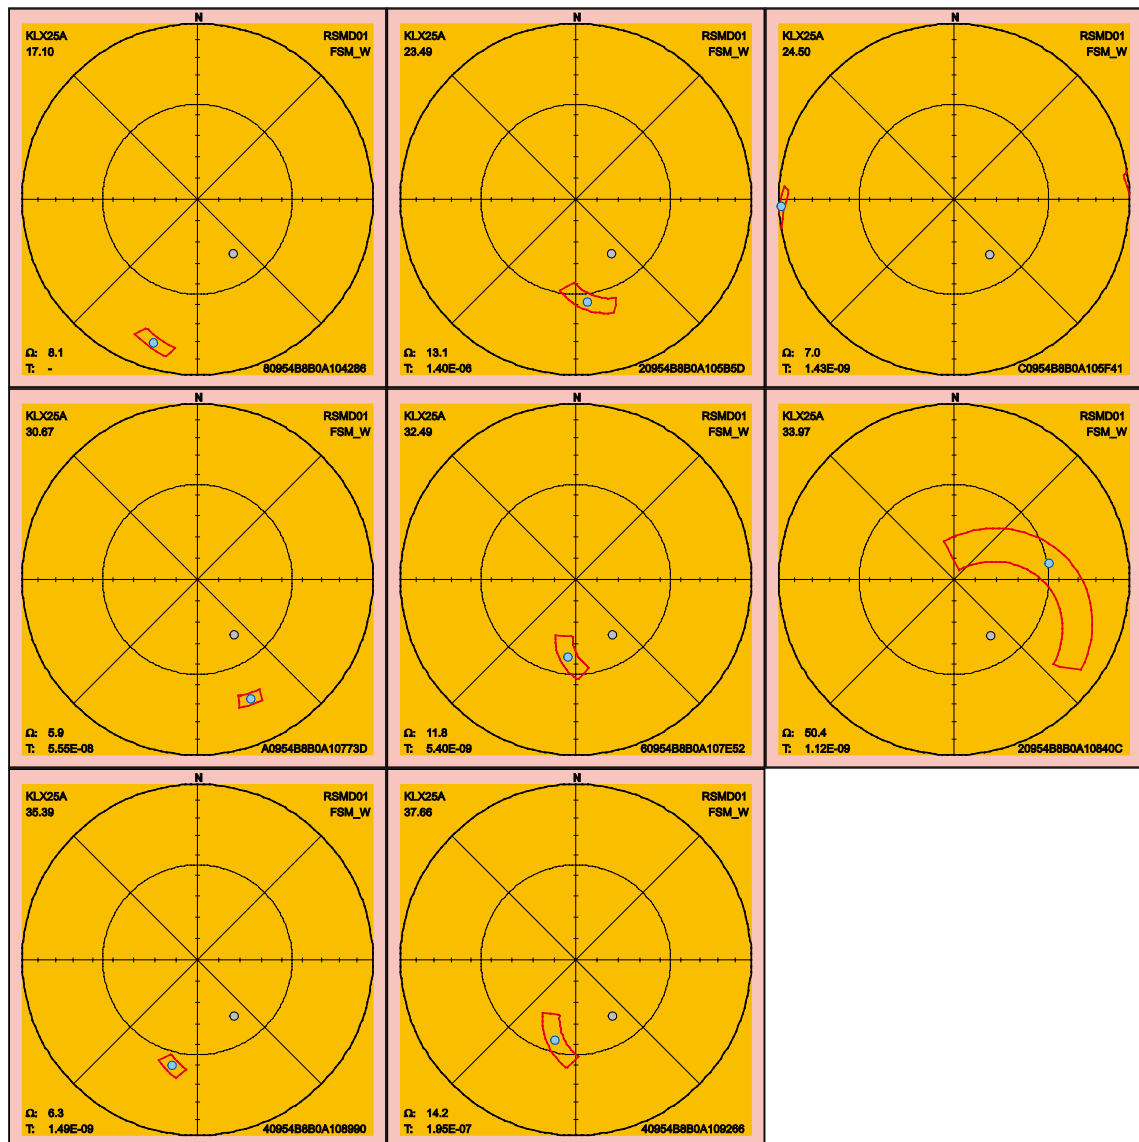 N
KLX25A RSMD01
17.10 FSM_W
Ω: 8.1
T: - 80954B8B0A104286
N
KLX25A RSMD01
23.49 FSM_W
Ω: 13.1
T: 1.40E-06 20954B8B0A105B5D
N
KLX25A RSMD01
24.50 FSM_W
Ω: 7.0
T: 1.43E-09 C0954B8B0A105F41
N
KLX25A RSMD01
30.67 FSM_W
Ω: 5.9
T: 5.55E-08 A0954B8B0A10773D
N
KLX25A RSMD01
32.49 FSM_W
Ω: 11.8
T: 5.40E-09 60954B8B0A107E52
N
KLX25A RSMD01
33.97 FSM_W
Ω: 50.4
T: 1.12E-09 20954B8B0A10840C
N
KLX25A RSMD01
35.39 FSM_W
Ω: 6.3
T: 1.49E-09 40954B8B0A108990
N
KLX25A RSMD01
37.66 FSM_W
Ω: 14.2
T: 1.95E-07 40954B8B0A109266